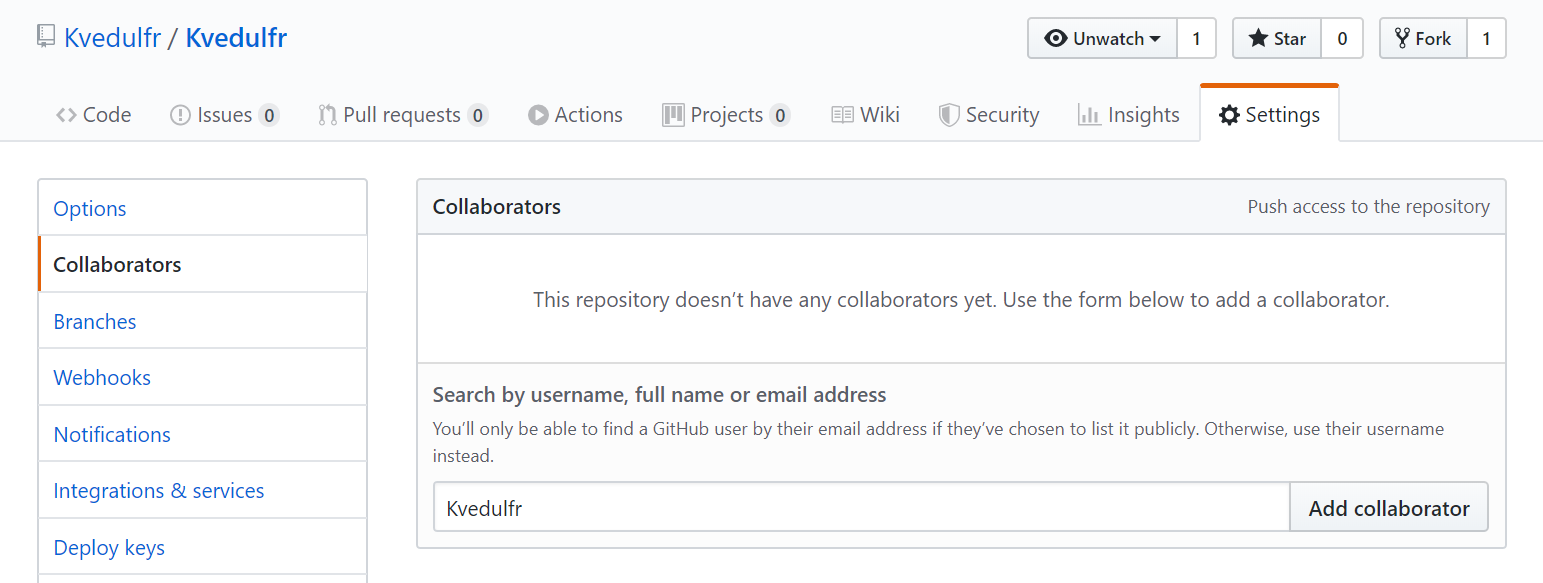 Kvedulfr / Kvedulfr
Unwatch 1 Star 0 Fork 1
Code Issues 0 Pull requests 0 Actions Projects 0 Wiki Security Insights Settings
Options
Collaborators
Branches
Webhooks
Notifications
Integrations & services
Deploy keys
Collaborators Push access to the repository
This repository doesn’t have any collaborators yet. Use the form below to add a collaborator.
Search by username, full name or email address
You’ll only be able to find a GitHub user by their email address if they’ve chosen to list it publicly. Otherwise, use their username
instead.
Kvedulfr Add collaborator